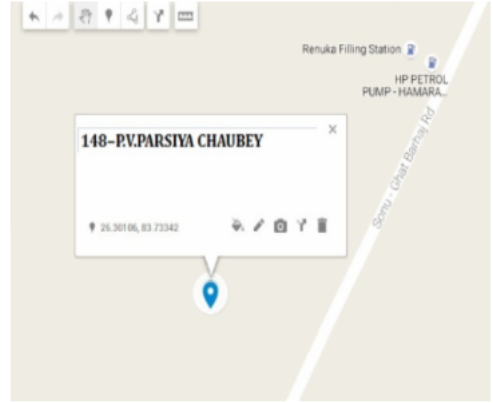 Renuka Filling Station
HP PETROL
PUMP - HAMARA...
148-P.V.PARSIYA CHAUBEY
26.30106, 83.73342
Sonu - Ghat Barhaj Rd